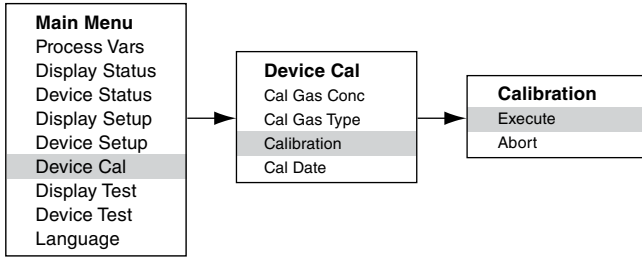 Main Menu
Process Vars
Display Status
Device Status
Display Setup
Device Setup
Device Cal
Display Test
Device Test
Language
Device Cal
Cal Gas Conc
Cal Gas Type
Calibration
Cal Date
Calibration
Execute
Abort